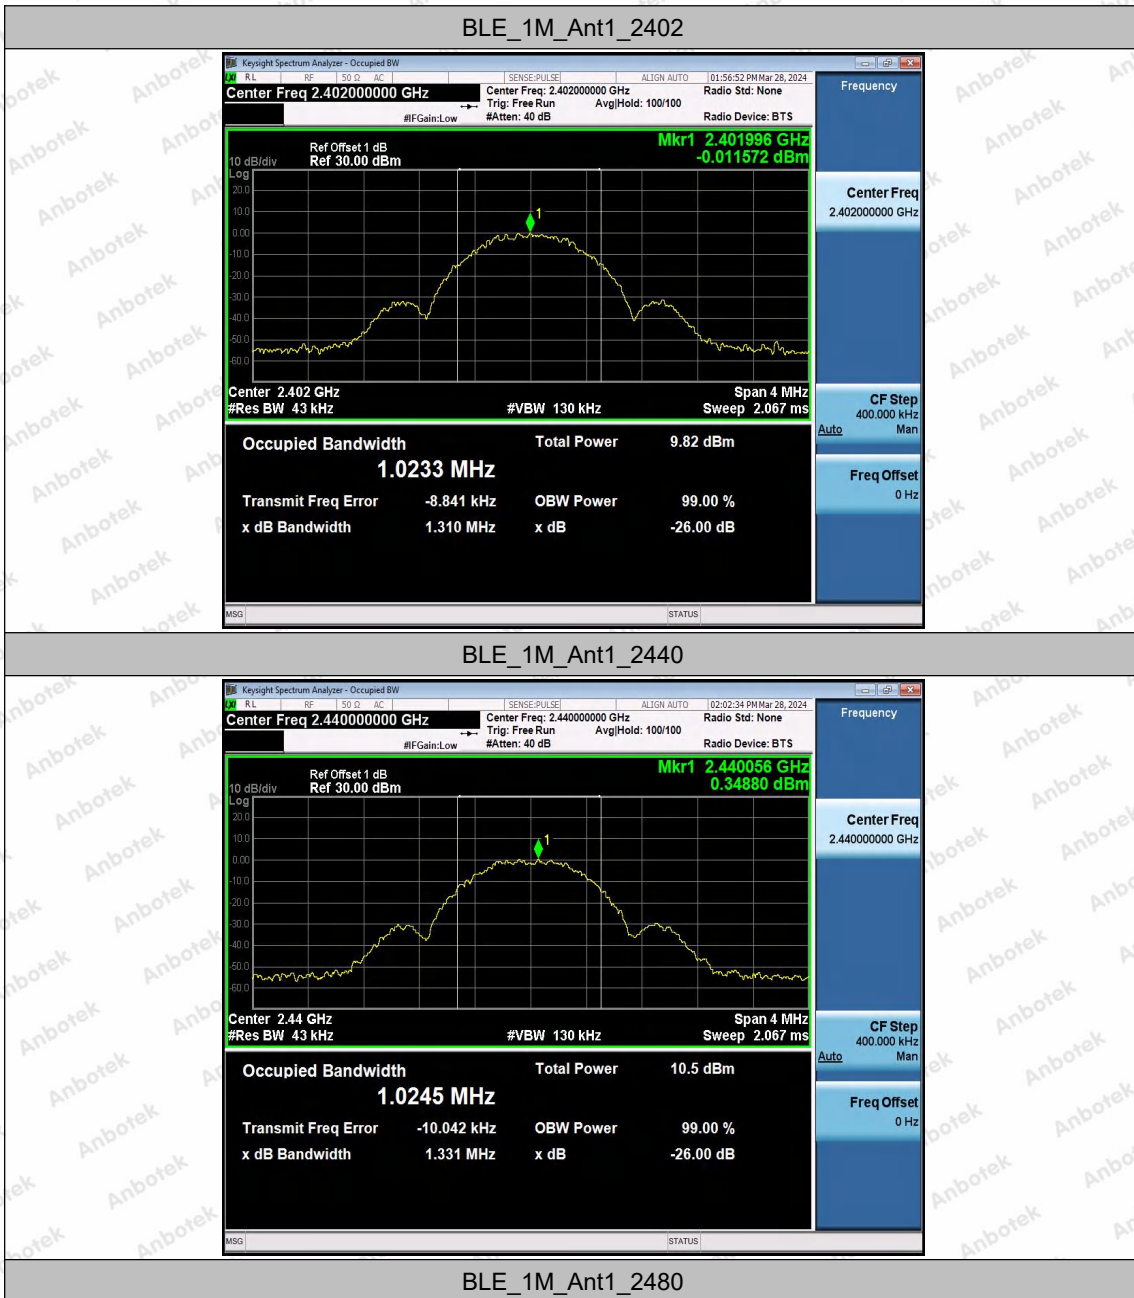 BLE_1M_Ant1_2402
Keysight Spectrum Analyzer - Occupied BW
LXI RL RF 50 Ω AC SENSE:PULSE ALIGN AUTO 01:56:52 PM Mar 28, 2024
Center Freq 2.402000000 GHz
Center Freq: 2.402000000 GHz Radio Std: None
Trig: Free Run Avg|Hold: 100/100
#IFGain:Low #Atten: 40 dB Radio Device: BTS
Frequency
Mkr1 2.401996 GHz
-0.011572 dBm
Ref Offset 1 dB
10 dB/div Ref 30.00 dBm
Log
20.0
10.0
1
0.00
-10.0
-20.0
-30.0
-40.0
-50.0
-60.0
Center 2.402 GHz Span 4 MHz
#Res BW 43 kHz #VBW 130 kHz Sweep 2.067 ms
Center Freq
2.402000000 GHz
CF Step
400.000 kHz
Auto Man
Freq Offset
0 Hz
Occupied Bandwidth Total Power 9.82 dBm
1.0233 MHz
Transmit Freq Error -8.841 kHz OBW Power 99.00 %
x dB Bandwidth 1.310 MHz x dB -26.00 dB
MSG STATUS
BLE_1M_Ant1_2440
Keysight Spectrum Analyzer - Occupied BW
LXI RL RF 50 Ω AC SENSE:PULSE ALIGN AUTO 02:02:34 PM Mar 28, 2024
Center Freq 2.440000000 GHz
Center Freq: 2.440000000 GHz Radio Std: None
Trig: Free Run Avg|Hold: 100/100
#IFGain:Low #Atten: 40 dB Radio Device: BTS
Frequency
Mkr1 2.440056 GHz
0.34880 dBm
Ref Offset 1 dB
10 dB/div Ref 30.00 dBm
Log
20.0
10.0
1
0.00
-10.0
-20.0
-30.0
-40.0
-50.0
-60.0
Center 2.44 GHz Span 4 MHz
#Res BW 43 kHz #VBW 130 kHz Sweep 2.067 ms
Center Freq
2.440000000 GHz
CF Step
400.000 kHz
Auto Man
Freq Offset
0 Hz
Occupied Bandwidth Total Power 10.5 dBm
1.0245 MHz
Transmit Freq Error -10.042 kHz OBW Power 99.00 %
x dB Bandwidth 1.331 MHz x dB -26.00 dB
MSG STATUS
BLE_1M_Ant1_2480